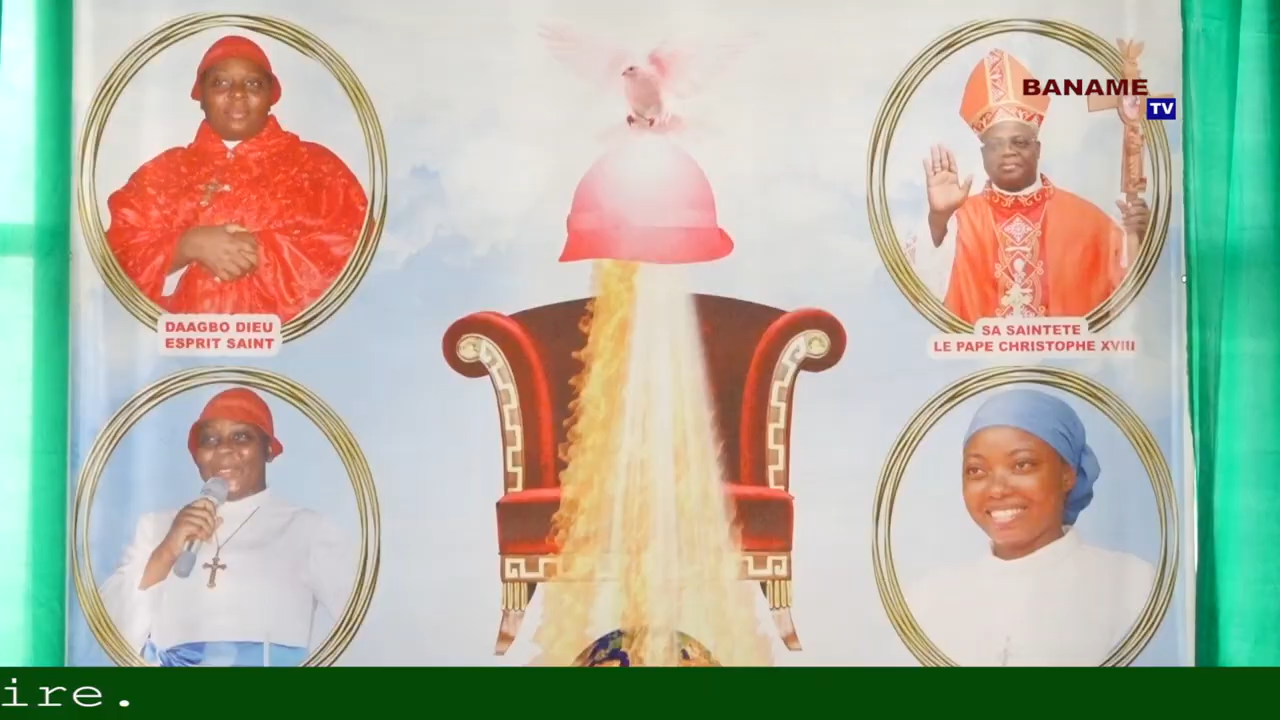 BANAME
TV
DAAGBO DIEU
ESPRIT SAINT
SA SAINTETE
LE PAPE CHRISTOPHE XVIII
ire.